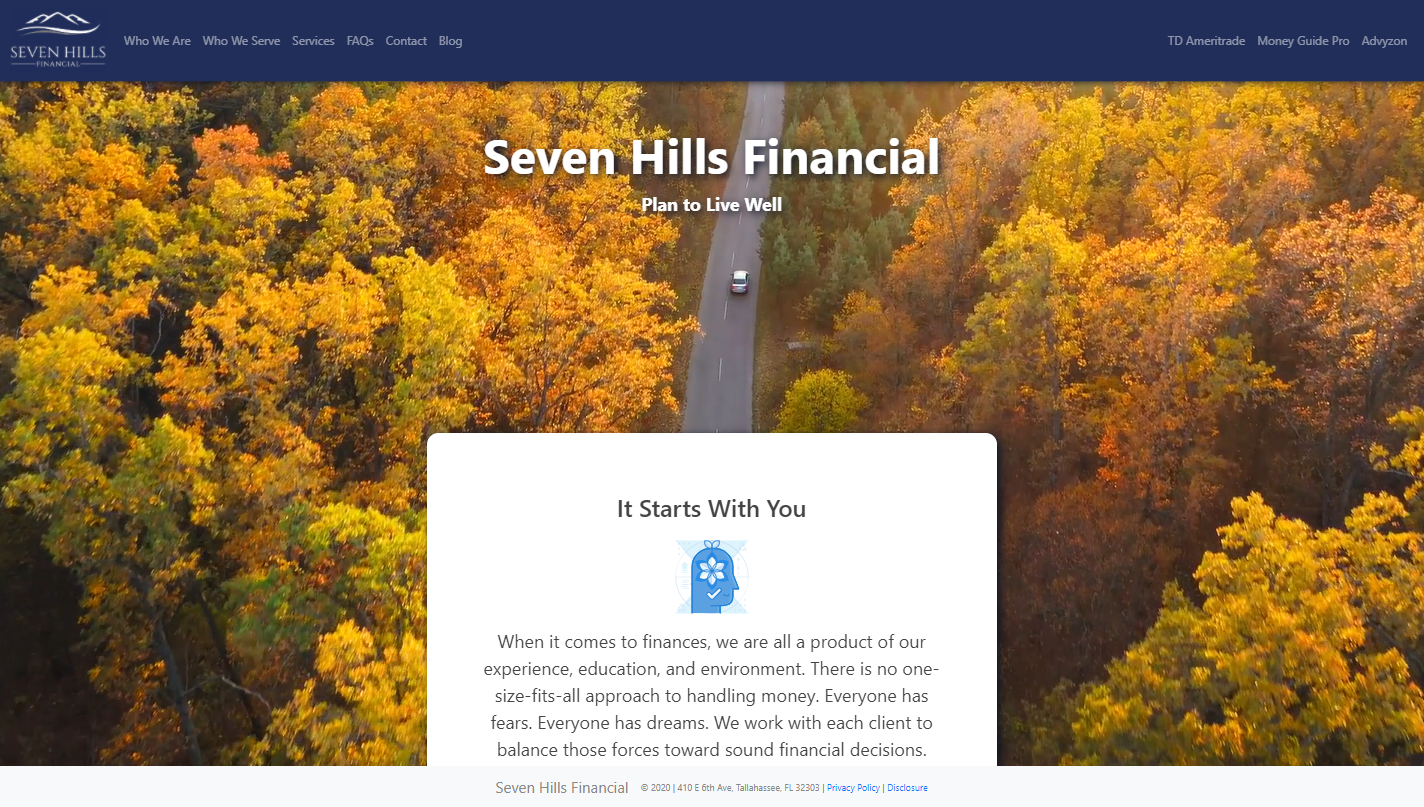 SEVEN HILLS
FINANCIAL
Who We Are Who We Serve Services FAQs Contact Blog
TD Ameritrade Money Guide Pro Advyzon
Seven Hills Financial
Plan to Live Well
It Starts With You
When it comes to finances, we are all a product of our
experience, education, and environment. There is no one-
size-fits-all approach to handling money. Everyone has
fears. Everyone has dreams. We work with each client to
balance those forces toward sound financial decisions.
Seven Hills Financial © 2020 | 410 E 6th Ave, Tallahassee, FL 32303 | Privacy Policy | Disclosure